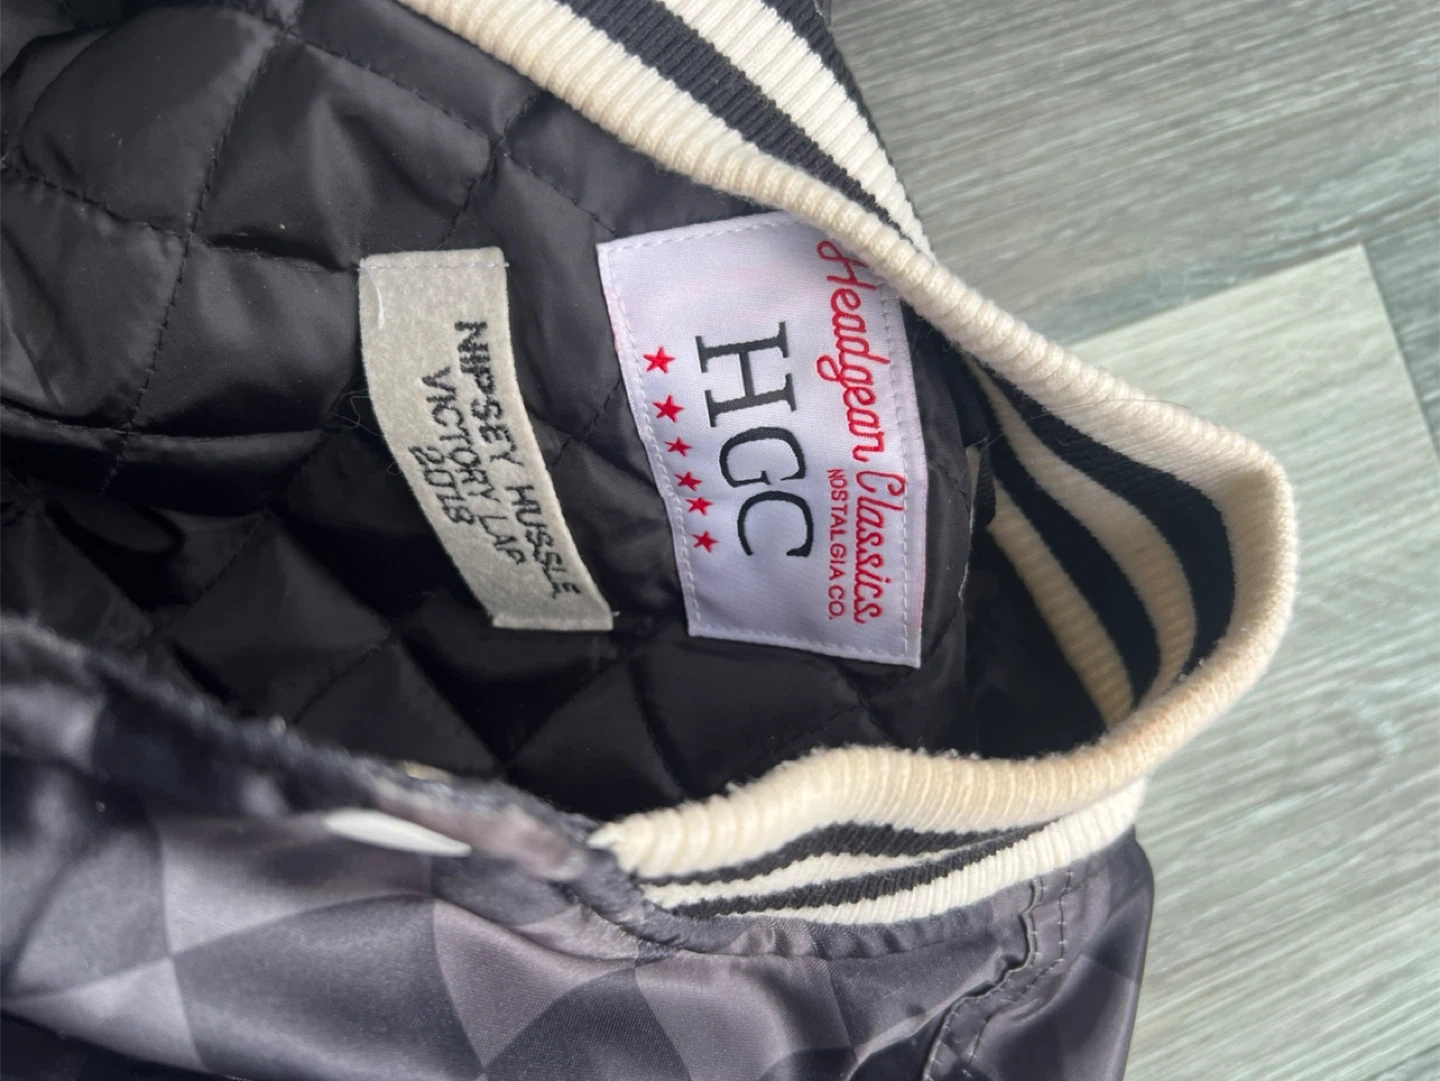 Headgear Classics
NOSTALGIA CO.
HGC
NIPSEY HUSSLE
VICTORY LAP
2018